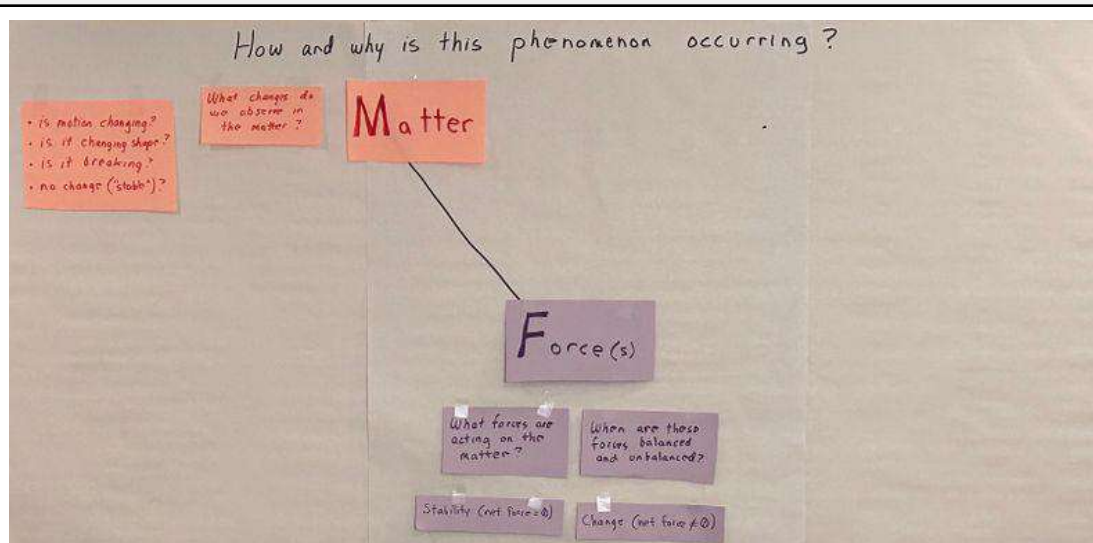 How and why is this phenomenon occurring?
• is motion changing?
• is it changing shape?
• is it breaking?
• no change ("stable")?
What changes do
we observe in
the matter?
Matter
Force(s)
What forces are
acting on the
matter?
When are these
forces balanced
and unbalanced?
Stability (net force=0)
Change (net force ≠ 0)